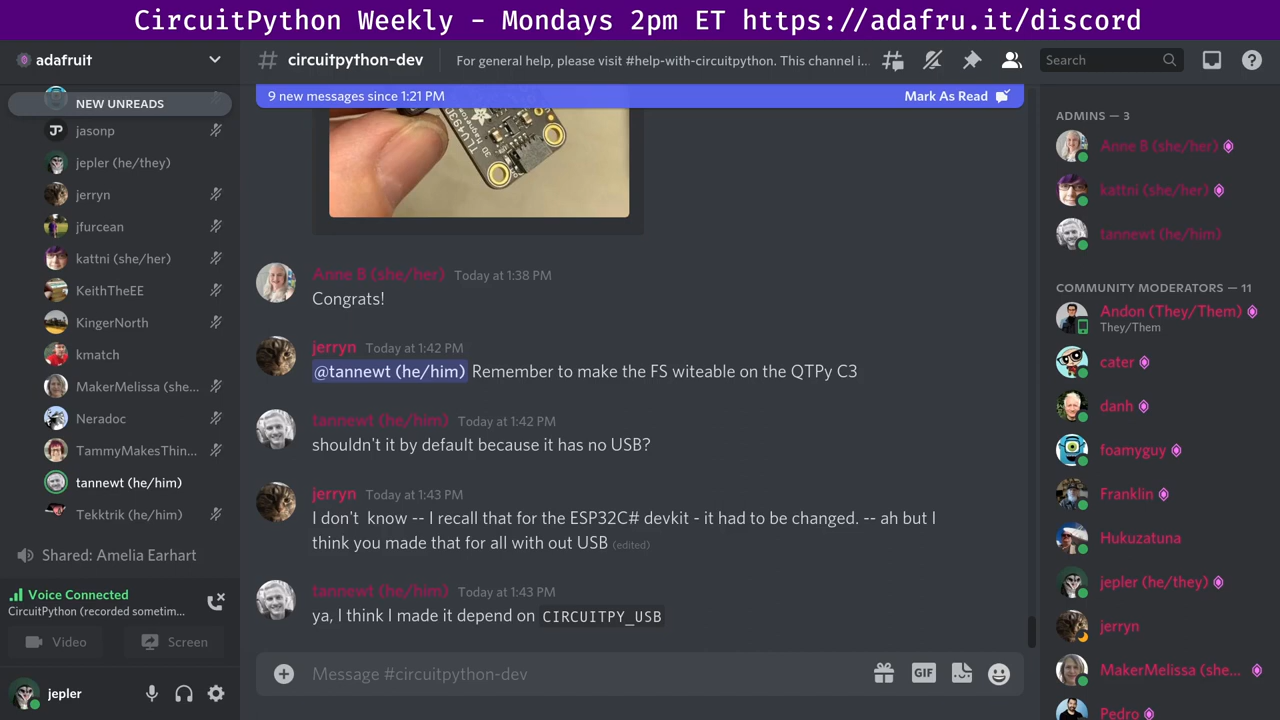 CircuitPython Weekly - Mondays 2pm ET https://adafru.it/discord
adafruit
NEW UNREADS
jasonp
jepler (he/they)
jerryn
jfurcean
kattni (she/her)
KeithTheEE
KingerNorth
kmatch
MakerMelissa (she...
Neradoc
TammyMakesThin...
tannewt (he/him)
Tekktrik (he/him)
Shared: Amelia Earhart
Voice Connected
CircuitPython (recorded sometim...
Video
Screen
jepler
# circuitpython-dev
For general help, please visit #help-with-circuitpython. This channel i...
Search
9 new messages since 1:21 PM
Mark As Read
Anne B (she/her) Today at 1:38 PM
Congrats!
jerryn Today at 1:42 PM
@tannewt (he/him) Remember to make the FS witeable on the QTPy C3
tannewt (he/him) Today at 1:42 PM
shouldn't it by default because it has no USB?
jerryn Today at 1:43 PM
I don't know -- I recall that for the ESP32C# devkit - it had to be changed. -- ah but I
think you made that for all with out USB (edited)
tannewt (he/him) Today at 1:43 PM
ya, I think I made it depend on CIRCUITPY_USB
Message #circuitpython-dev
GIF
ADMINS — 3
Anne B (she/her)
kattni (she/her)
tannewt (he/him)
COMMUNITY MODERATORS — 11
Andon (They/Them)
They/Them
cater
danh
foamyguy
Franklin
Hukuzatuna
jepler (he/they)
jerryn
MakerMelissa (she...
Pedro